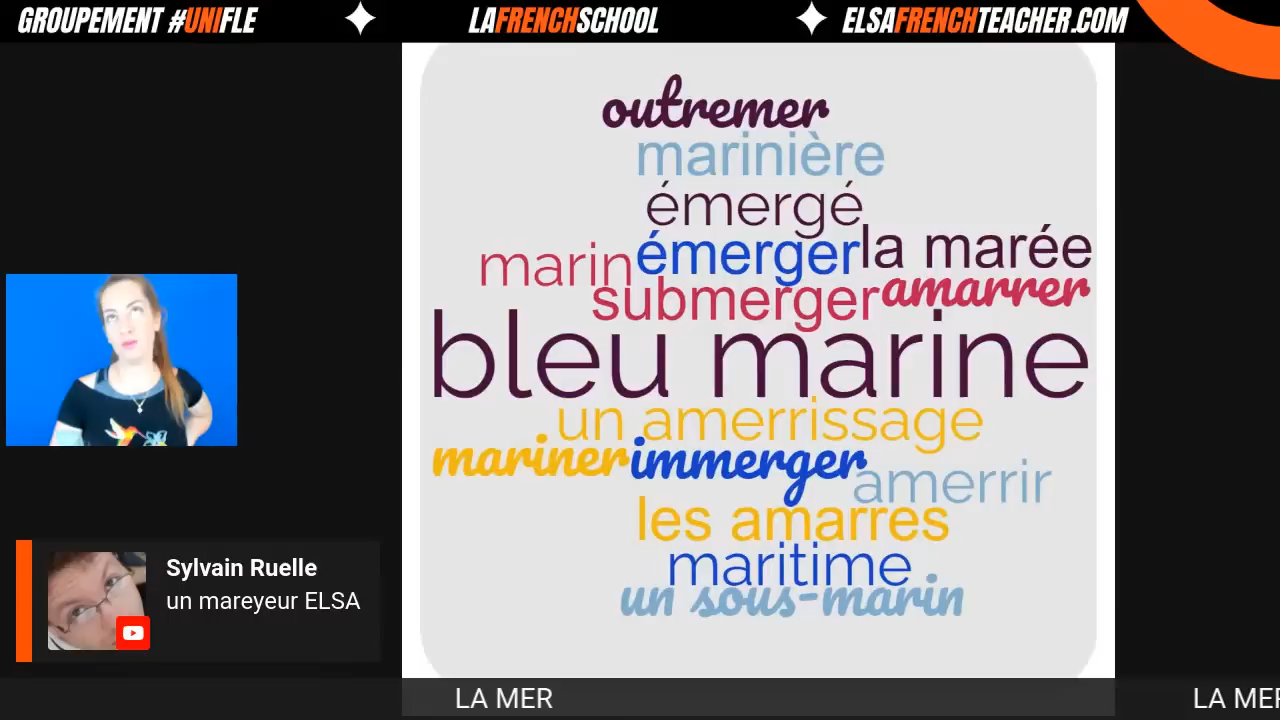 GROUPEMENT #UNIFLE
LAFRENCHSCHOOL
ELSAFRENCHTEACHER.COM
outremer
marinière
émergé
la marée
marin
émerger
submerger
amarrer
bleu marine
un amerrissage
mariner
immerger
amerrir
les amarres
maritime
un sous-marin
Sylvain Ruelle
un mareyeur ELSA
LA MER
LA MER